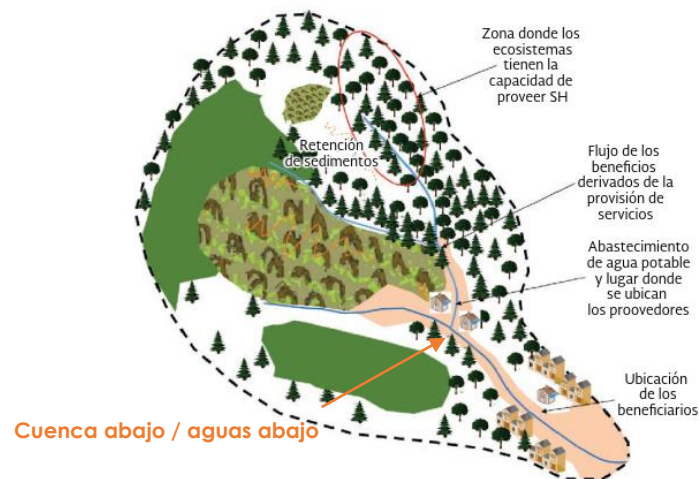 Zona donde los
ecosistemas
tienen la
capacidad de
proveer SH
Retención
de sedimentos
Flujo de los
beneficios
derivados de la
provisión de
servicios
Abastecimiento
de agua potable
y lugar donde
se ubican
los proovedores
Ubicación
de los
beneficiarios
Cuenca abajo / aguas abajo